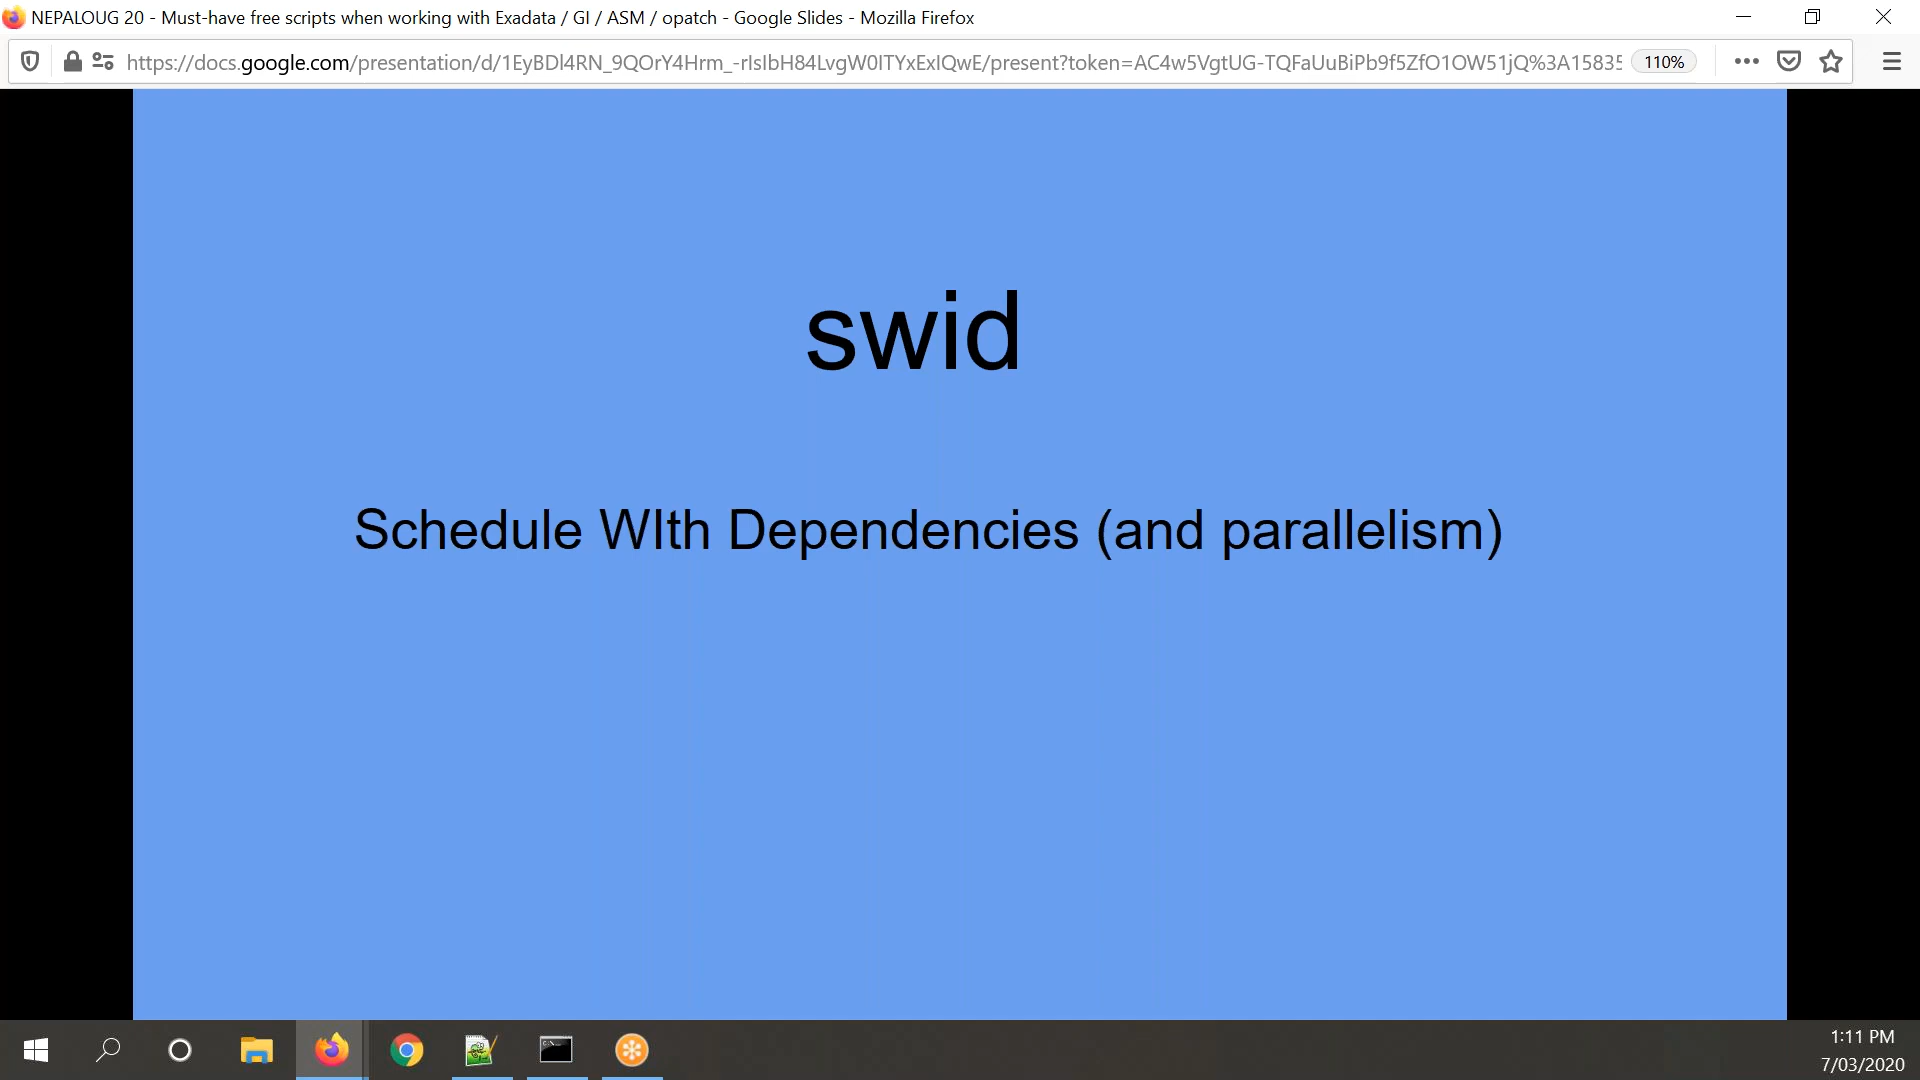 NEPALOUG 20 - Must-have free scripts when working with Exadata / GI / ASM / opatch - Google Slides - Mozilla Firefox
https://docs.google.com/presentation/d/1EyBDl4RN_9QOrY4Hrm_-rIsIbH84LvgW0ITYxExIQwE/present?token=AC4w5VgtUG-TQFaUuBiPb9f5ZfO1OW51jQ%3A15835
110%
swid
Schedule WIth Dependencies (and parallelism)
1:11 PM
7/03/2020